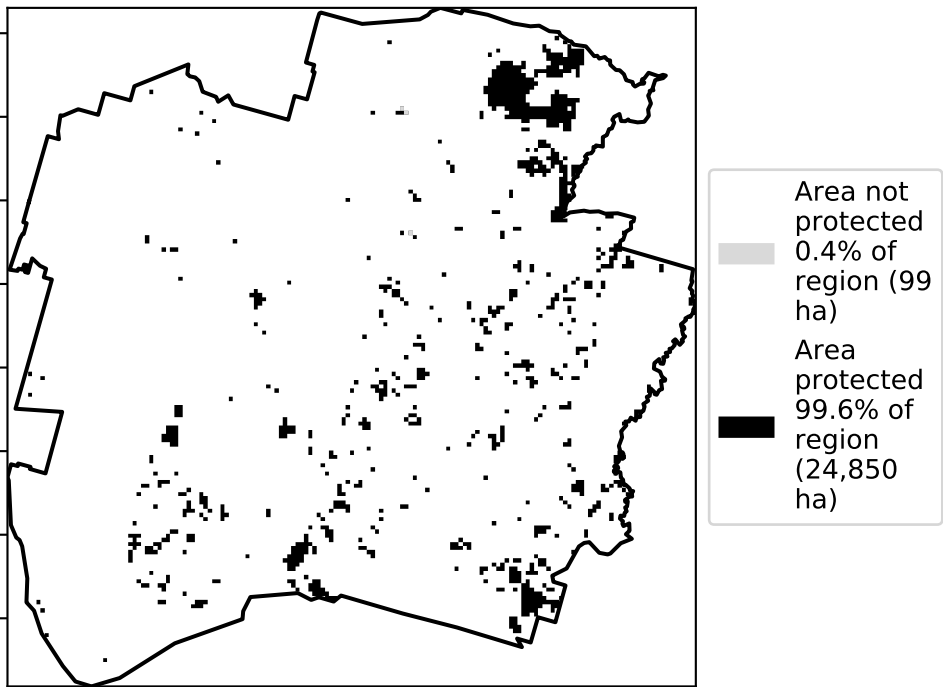 Area not
protected
0.4% of
region (99
ha)
Area
protected
99.6% of
region
(24,850
ha)